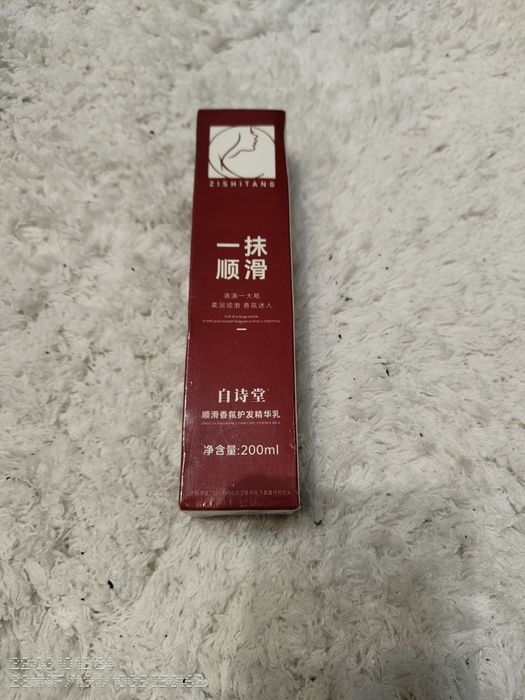 ZISHITANG
一抹
顺滑
满满一大瓶
柔润顺滑 香氛迷人
Full of a large bottle
A soft and smooth fragrance that is charming
自诗堂
顺滑香氛护发精华乳
SMOOTH FRAGRANCE HAIR CARE ESSENCE MILK
净含量:200ml